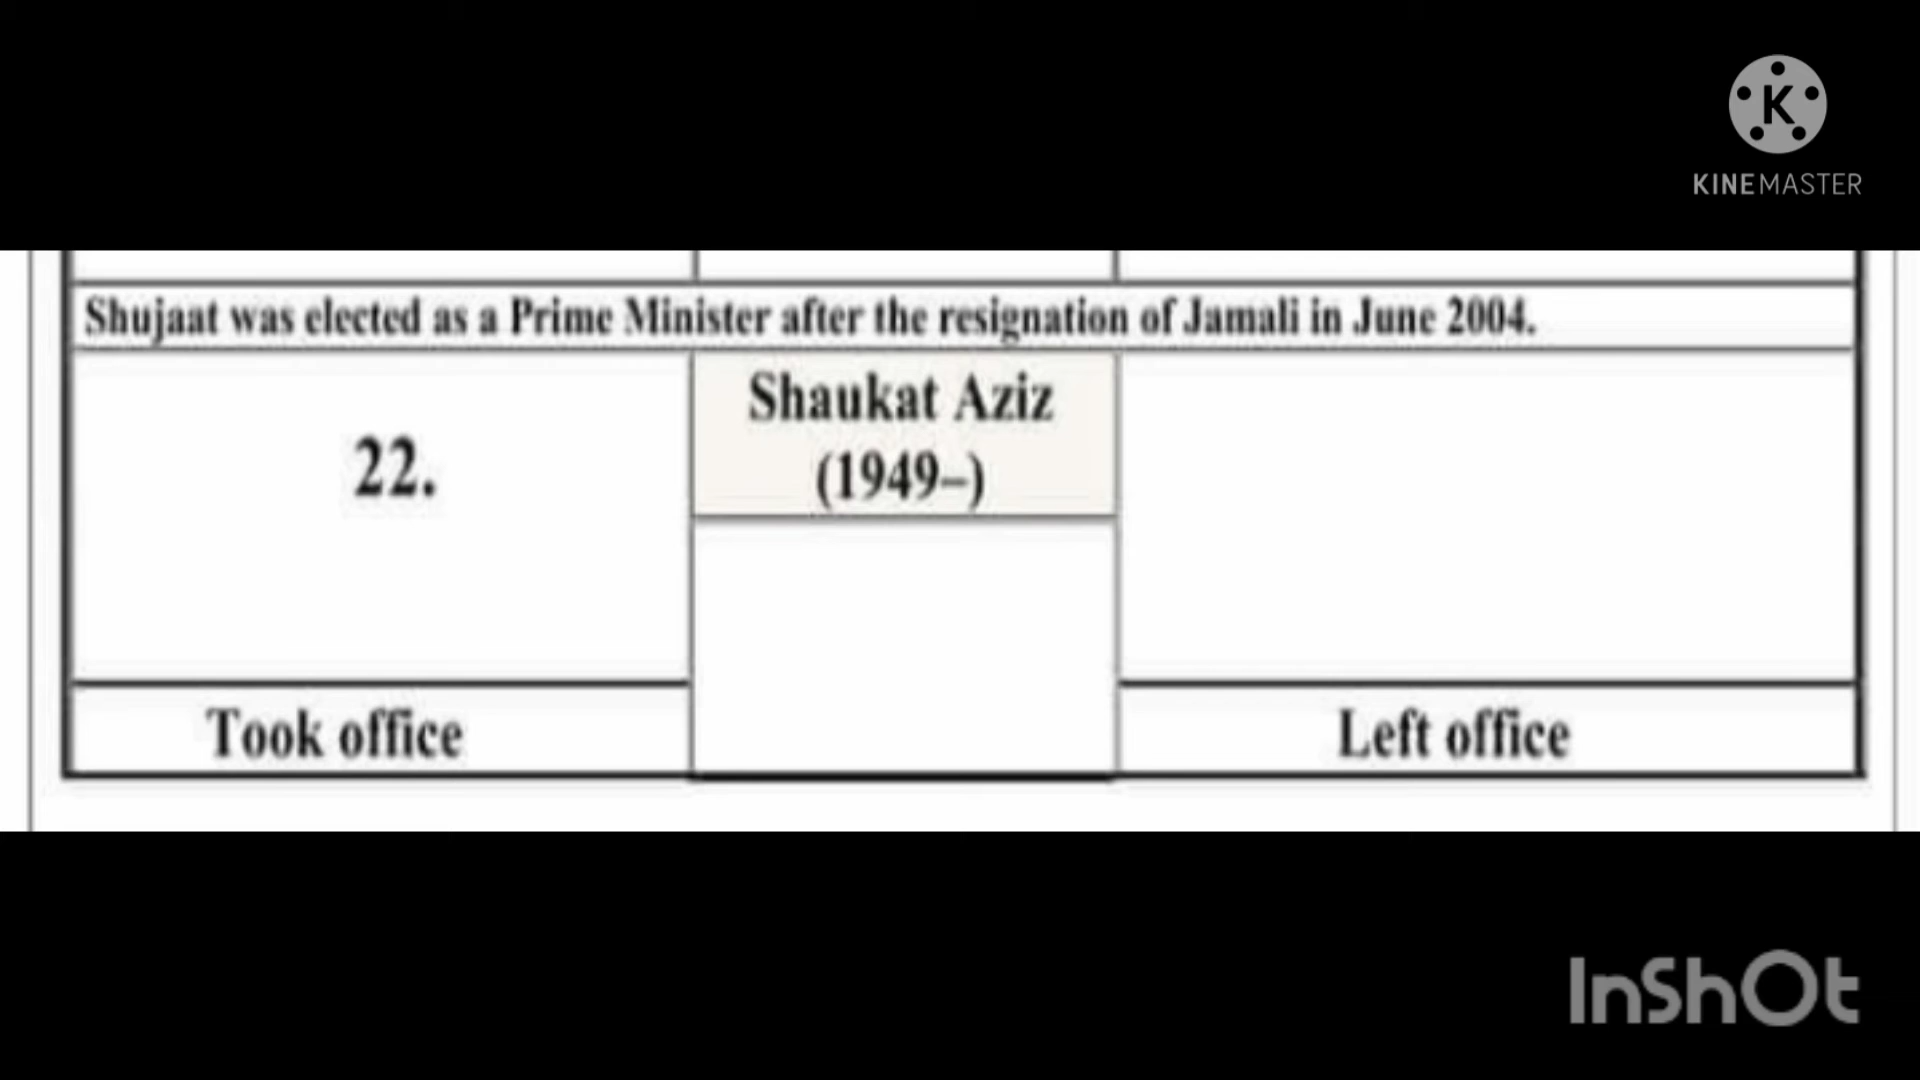 K
KINEMASTER
Shujaat was elected as a Prime Minister after the resignation of Jamali in June 2004.
22.
Shaukat Aziz
(1949–)
Took office
Left office
InShOt